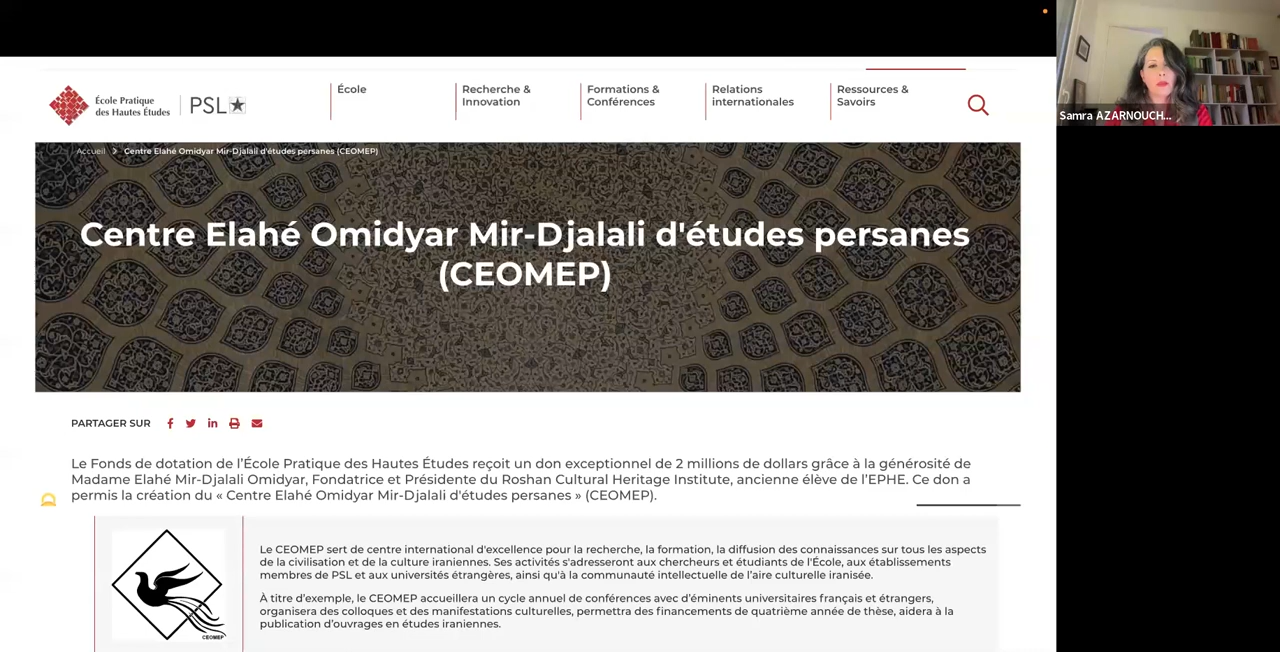 École Pratique
des Hautes Études
PSL
École
Recherche &
Innovation
Formations &
Conférences
Relations
internationales
Ressources &
Savoirs
Samra AZARNOUCH...
Accueil > Centre Elahé Omidyar Mir-Djalali d'études persanes (CEOMEP)
Centre Elahé Omidyar Mir-Djalali d'études persanes
(CEOMEP)
PARTAGER SUR
Le Fonds de dotation de l'École Pratique des Hautes Études reçoit un don exceptionnel de 2 millions de dollars grâce à la générosité de
Madame Elahé Mir-Djalali Omidyar, Fondatrice et Présidente du Roshan Cultural Heritage Institute, ancienne élève de l'EPHE. Ce don a
permis la création du « Centre Elahé Omidyar Mir-Djalali d'études persanes » (CEOMEP).
Le CEOMEP sert de centre international d'excellence pour la recherche, la formation, la diffusion des connaissances sur tous les aspects
de la civilisation et de la culture iraniennes. Ses activités s'adresseront aux chercheurs et étudiants de l'École, aux établissements
membres de PSL et aux universités étrangères, ainsi qu'à la communauté intellectuelle de l'aire culturelle iranisée.
À titre d'exemple, le CEOMEP accueillera un cycle annuel de conférences avec d'éminents universitaires français et étrangers,
organisera des colloques et des manifestations culturelles, permettra des financements de quatrième année de thèse, aidera à la
publication d'ouvrages en études iraniennes.
CEOMEP